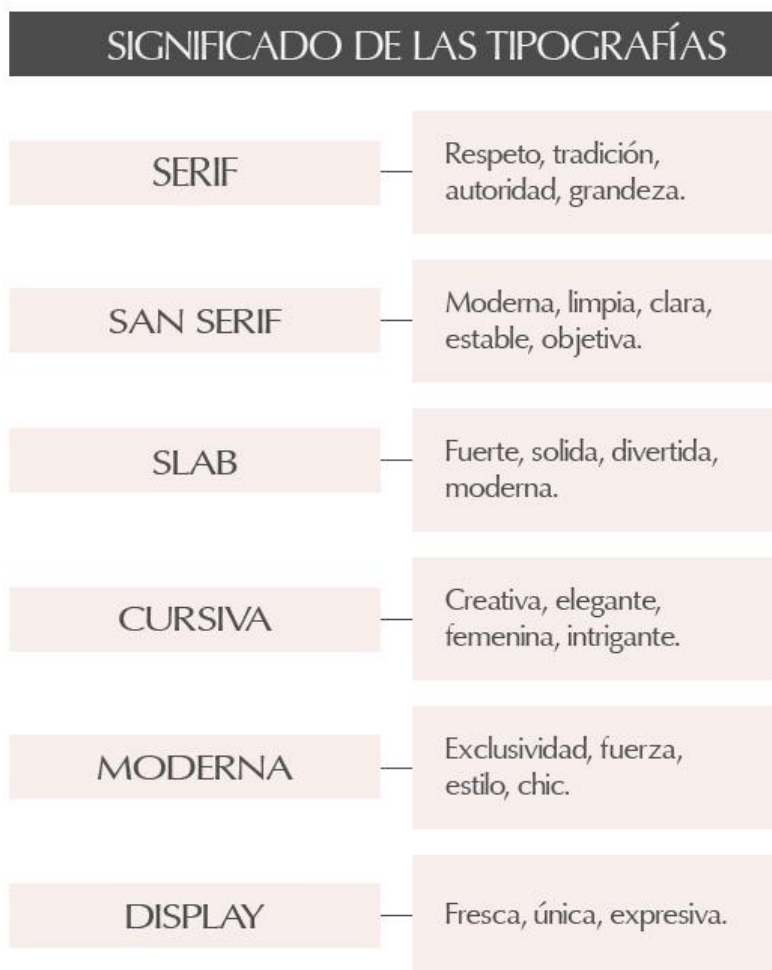 SIGNIFICADO DE LAS TIPOGRAFÍAS
SERIF
Respeto, tradición,
autoridad, grandeza.
SAN SERIF
Moderna, limpia, clara,
estable, objetiva.
SLAB
Fuerte, solida, divertida,
moderna.
CURSIVA
Creativa, elegante,
femenina, intrigante.
MODERNA
Exclusividad, fuerza,
estilo, chic.
DISPLAY
Fresca, única, expresiva.